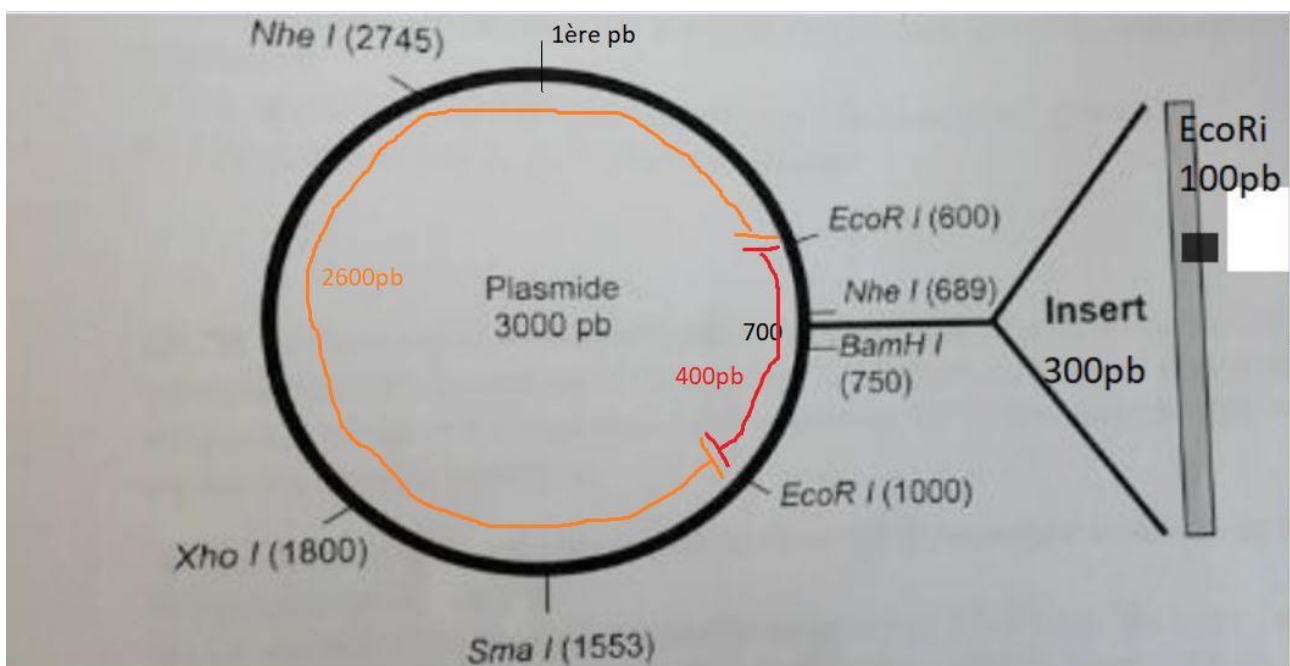 1ère pb
Nhe I (2745)
EcoRi
100pb
EcoR I (600)
2600pb
Plasmide
3000 pb
Nhe I (689)
Insert
300pb
700
BamH I
(750)
400pb
EcoR I (1000)
Xho I (1800)
Sma I (1553)